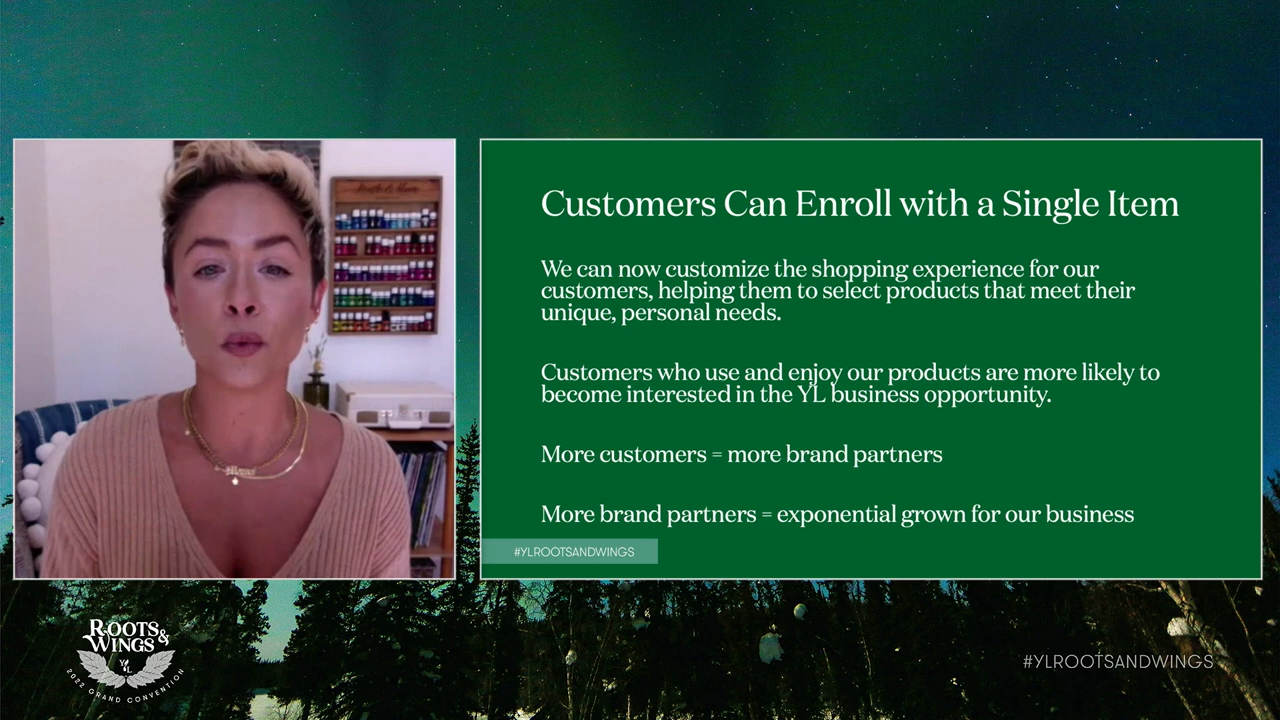 Customers Can Enroll with a Single Item
We can now customize the shopping experience for our
customers, helping them to select products that meet their
unique, personal needs.
Customers who use and enjoy our products are more likely to
become interested in the YL business opportunity.
More customers = more brand partners
More brand partners = exponential grown for our business
#YLROOTSANDWINGS
ROOTS &
WINGS
YL
2022 GRAND CONVENTION
#YLROOTSANDWINGS